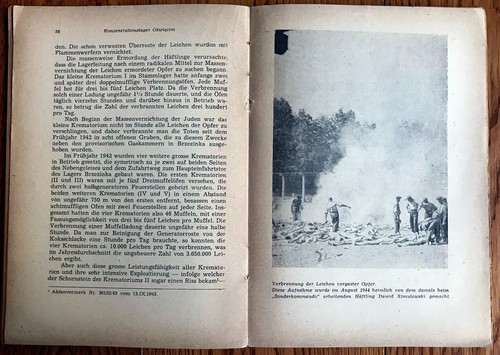 38
Konzentrationslager Oświęcim
den. Die schon verwesten Überreste der Leichen wurden mit
Flammenwerfern vernichtet.
Die massenweise Ermordung der Häftlinge verursachte,
dass die Lagerleitung nach einem radikalen Mittel zur Massen-
vernichtung der Leichen ermordeter Opfer zu suchen begann.
Das kleine Krematorium I im Stammlager hatte anfangs zwei
und später drei doppelmufflige Verbrennungsöfen. Jede Muf-
fel bot für drei bis fünf Leichen Platz. Da die Verbrennung
solch einer Ladung ungefähr 1½ Stunde dauerte, und die Öfen
täglich vierzehn Stunden und darüber hinaus in Betrieb wa-
ren, so betrug die Zahl der verbrannten Leichen drei hundert
pro Tag.
Nach Beginn der Massenvernichtung der Juden war das
kleine Krematorium nicht im Stande alle Leichen der Opfer zu
verschlingen, und daher verbrannte man die Toten seit dem
Frühjahr 1942 in acht offenen Gruben, die zu diesem Zwecke
neben den provisorischen Gaskammern in Brzezinka ausge-
hoben wurden.
Im Frühjahr 1943 wurden vier weitere grosse Krematorien
in Betrieb gesetzt, die symetrisch zu je zwei auf beiden Seiten
des Nebengeleises und dem Zufahrtweg zum Haupteinfahrtstor
des Lagers Brzezinka gebaut waren. Die ersten Krematorien
(II und III) waren mit je fünf Dreimuffelöfen versehen, die
durch zwei halbgeneratoren Feuerstellen geheizt wurden. Die
beiden weiteren Krematorien (IV und V) in einem Abstand
von ungefähr 750 m von den ersten entfernt, besassen einen
achtmuffligen Ofen mit zwei Feuerstellen auf jeder Seite. Ins-
gesamt hatten die vier Krematorien also 46 Muffeln, mit einer
Fassungsmöglichkeit von drei bis fünf Leichen pro Muffel. Die
Verbrennung einer Muffelladung dauerte ungefähr eine halbe
Stunde. Da man zur Reinigung der Generatorroste von der
Koksschlacke eine Stunde pro Tag brauchte, so konnten die
vier Krematorien ca. 10.000 Leichen pro Tag verbrennen, was
im Jahresdurchschnitt die ungeheure Zahl von 3.650.000 Lei-
chen ergibt.
Aber auch diese grosse Leistungsfähigkeit aller Kremato-
rien und ihre sehr intensive Exploatierung — infolge welcher
der Schornstein des Krematoriums II sogar einen Riss bekam¹—
¹ Aktenvermerk Nr. 36132/43 vom 13.IX.1943.
Verbrennung der Leichen vergaster Opfer.
Diese Aufnahme wurde im August 1944 heimlich von dem damals beim
"Sonderkommando" arbeitenden Häftling Dawid Szmulewski gemacht